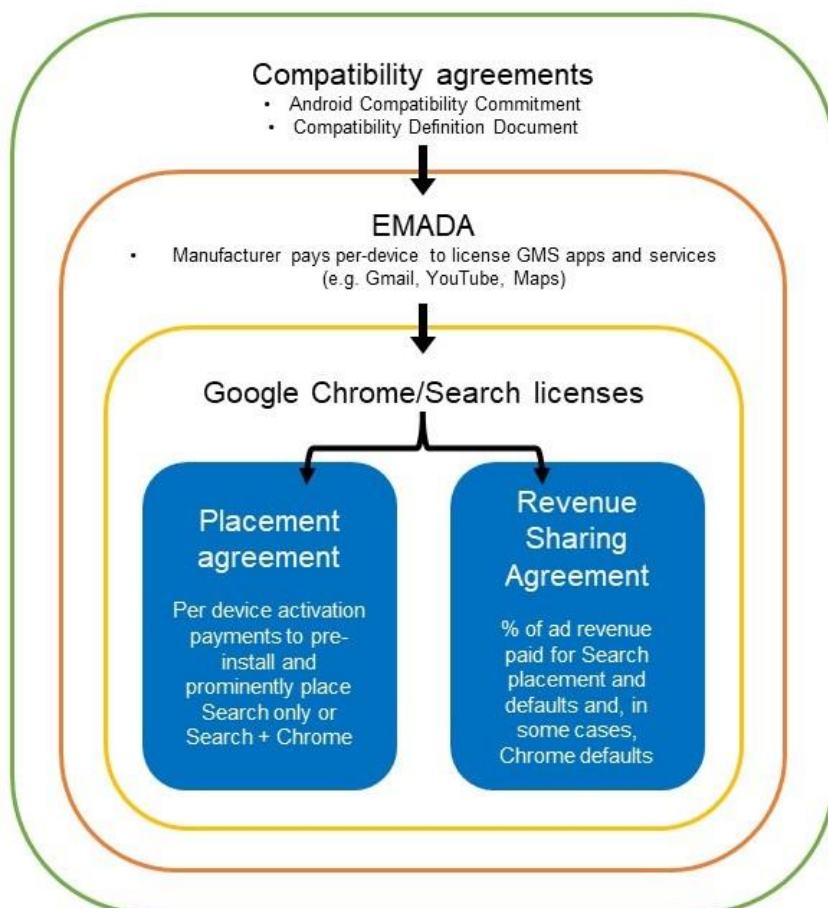 Compatibility agreements
• Android Compatibility Commitment
• Compatibility Definition Document
EMADA
• Manufacturer pays per-device to license GMS apps and services
(e.g. Gmail, YouTube, Maps)
Google Chrome/Search licenses
Placement
agreement
Per device activation
payments to pre-
install and
prominently place
Search only or
Search + Chrome
Revenue
Sharing
Agreement
% of ad revenue
paid for Search
placement and
defaults and, in
some cases,
Chrome defaults